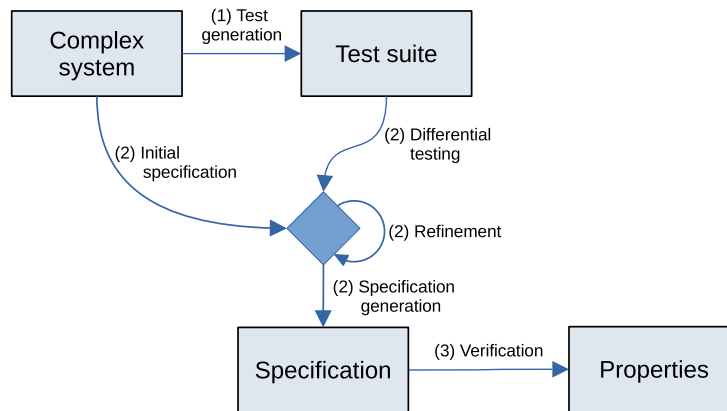 Complex
system
(1) Test
generation
Test suite
(2) Initial
specification
(2) Differential
testing
(2) Refinement
(2) Specification
generation
Specification
(3) Verification
Properties